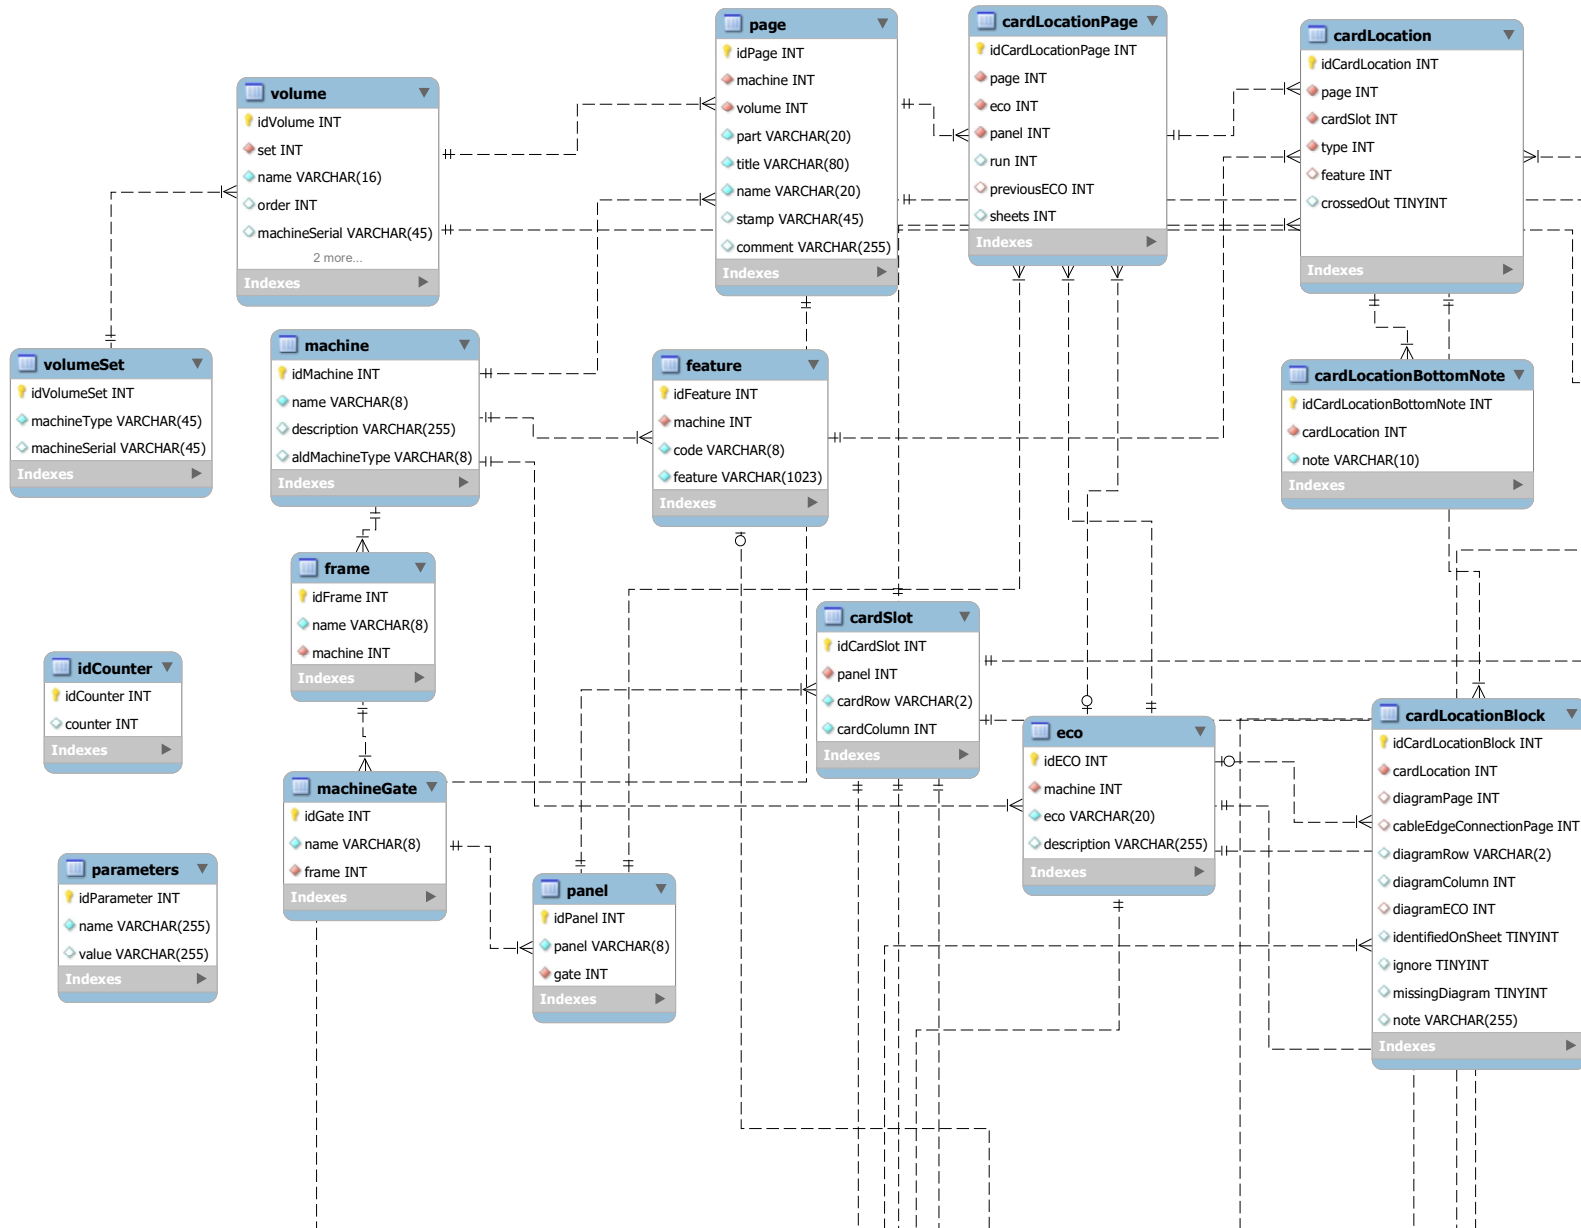 volume
idVolume INT
set INT
name VARCHAR(16)
order INT
machineSerial VARCHAR(45)
2 more...
Indexes
page
idPage INT
machine INT
volume INT
part VARCHAR(20)
title VARCHAR(80)
name VARCHAR(20)
stamp VARCHAR(45)
comment VARCHAR(255)
Indexes
cardLocationPage
idCardLocationPage INT
page INT
eco INT
panel INT
run INT
previousECO INT
sheets INT
Indexes
cardLocation
idCardLocation INT
page INT
cardSlot INT
type INT
feature INT
crossedOut TINYINT
Indexes
volumeSet
idVolumeSet INT
machineType VARCHAR(45)
machineSerial VARCHAR(45)
Indexes
machine
idMachine INT
name VARCHAR(8)
description VARCHAR(255)
aldMachineType VARCHAR(8)
Indexes
feature
idFeature INT
machine INT
code VARCHAR(8)
feature VARCHAR(1023)
Indexes
cardLocationBottomNote
idCardLocationBottomNote INT
cardLocation INT
note VARCHAR(10)
Indexes
frame
idFrame INT
name VARCHAR(8)
machine INT
Indexes
cardSlot
idCardSlot INT
panel INT
cardRow VARCHAR(2)
cardColumn INT
Indexes
idCounter
idCounter INT
counter INT
Indexes
machineGate
idGate INT
name VARCHAR(8)
frame INT
Indexes
eco
idECO INT
machine INT
eco VARCHAR(20)
description VARCHAR(255)
Indexes
cardLocationBlock
idCardLocationBlock INT
cardLocation INT
diagramPage INT
cableEdgeConnectionPage INT
diagramRow VARCHAR(2)
diagramColumn INT
diagramECO INT
identifiedOnSheet TINYINT
ignore TINYINT
missingDiagram TINYINT
note VARCHAR(255)
Indexes
parameters
idParameter INT
name VARCHAR(255)
value VARCHAR(255)
Indexes
panel
idPanel INT
panel VARCHAR(8)
gate INT
Indexes